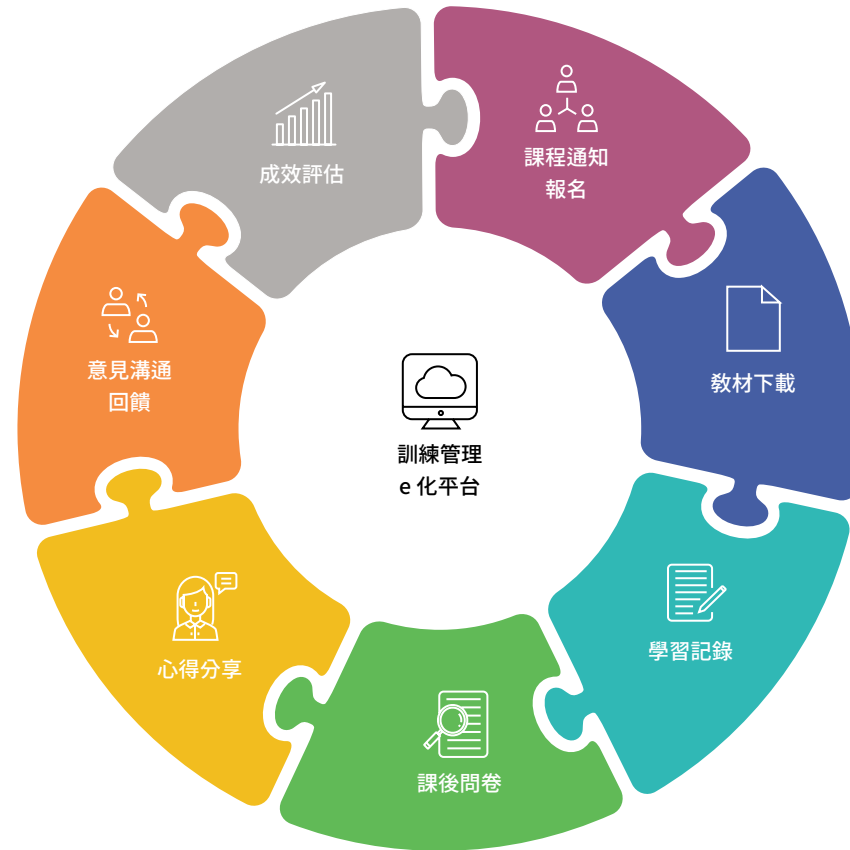 課程通知
報名
教材下載
學習記錄
課後問卷
心得分享
意見溝通
回饋
成效評估
訓練管理
e 化平台